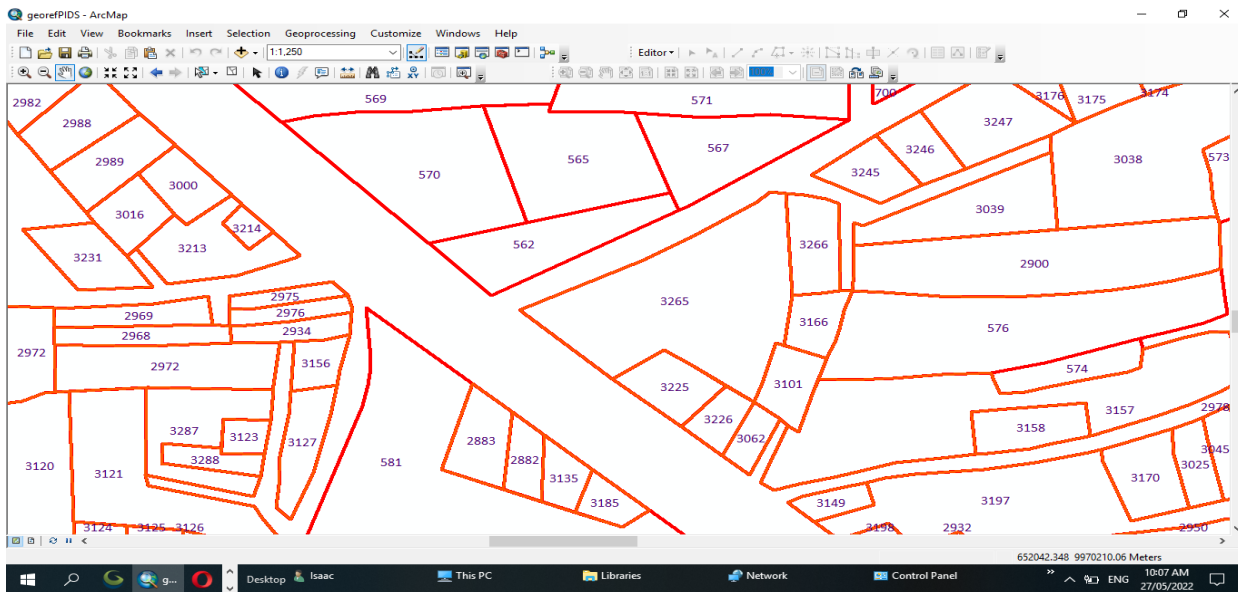 georefPIDS - ArcMap
File Edit View Bookmarks Insert Selection Geoprocessing Customize Windows Help
1:1,250 Editor
569 571 700 3176 3175 3174
2982
2988 3247
2989 3246 565 567 3038 573
570 3245
3000
3016 3039
3214
3213 562 3266
3231 2900
2975 3265
2969 2976
2968 2934 3166 576
2972 2972 3156 574
3225 3101
3226 3157 2978
3287 3123 3127 2883 3062 3158
3288 2882 3045
3120 3121 581 3135 3170 3025
3185 3149 3197
3124 3125 3126 3198 2932 2950
652042.348 9970210.06 Meters
g... Desktop Isaac This PC Libraries Network Control Panel ENG 10:07 AM
27/05/2022